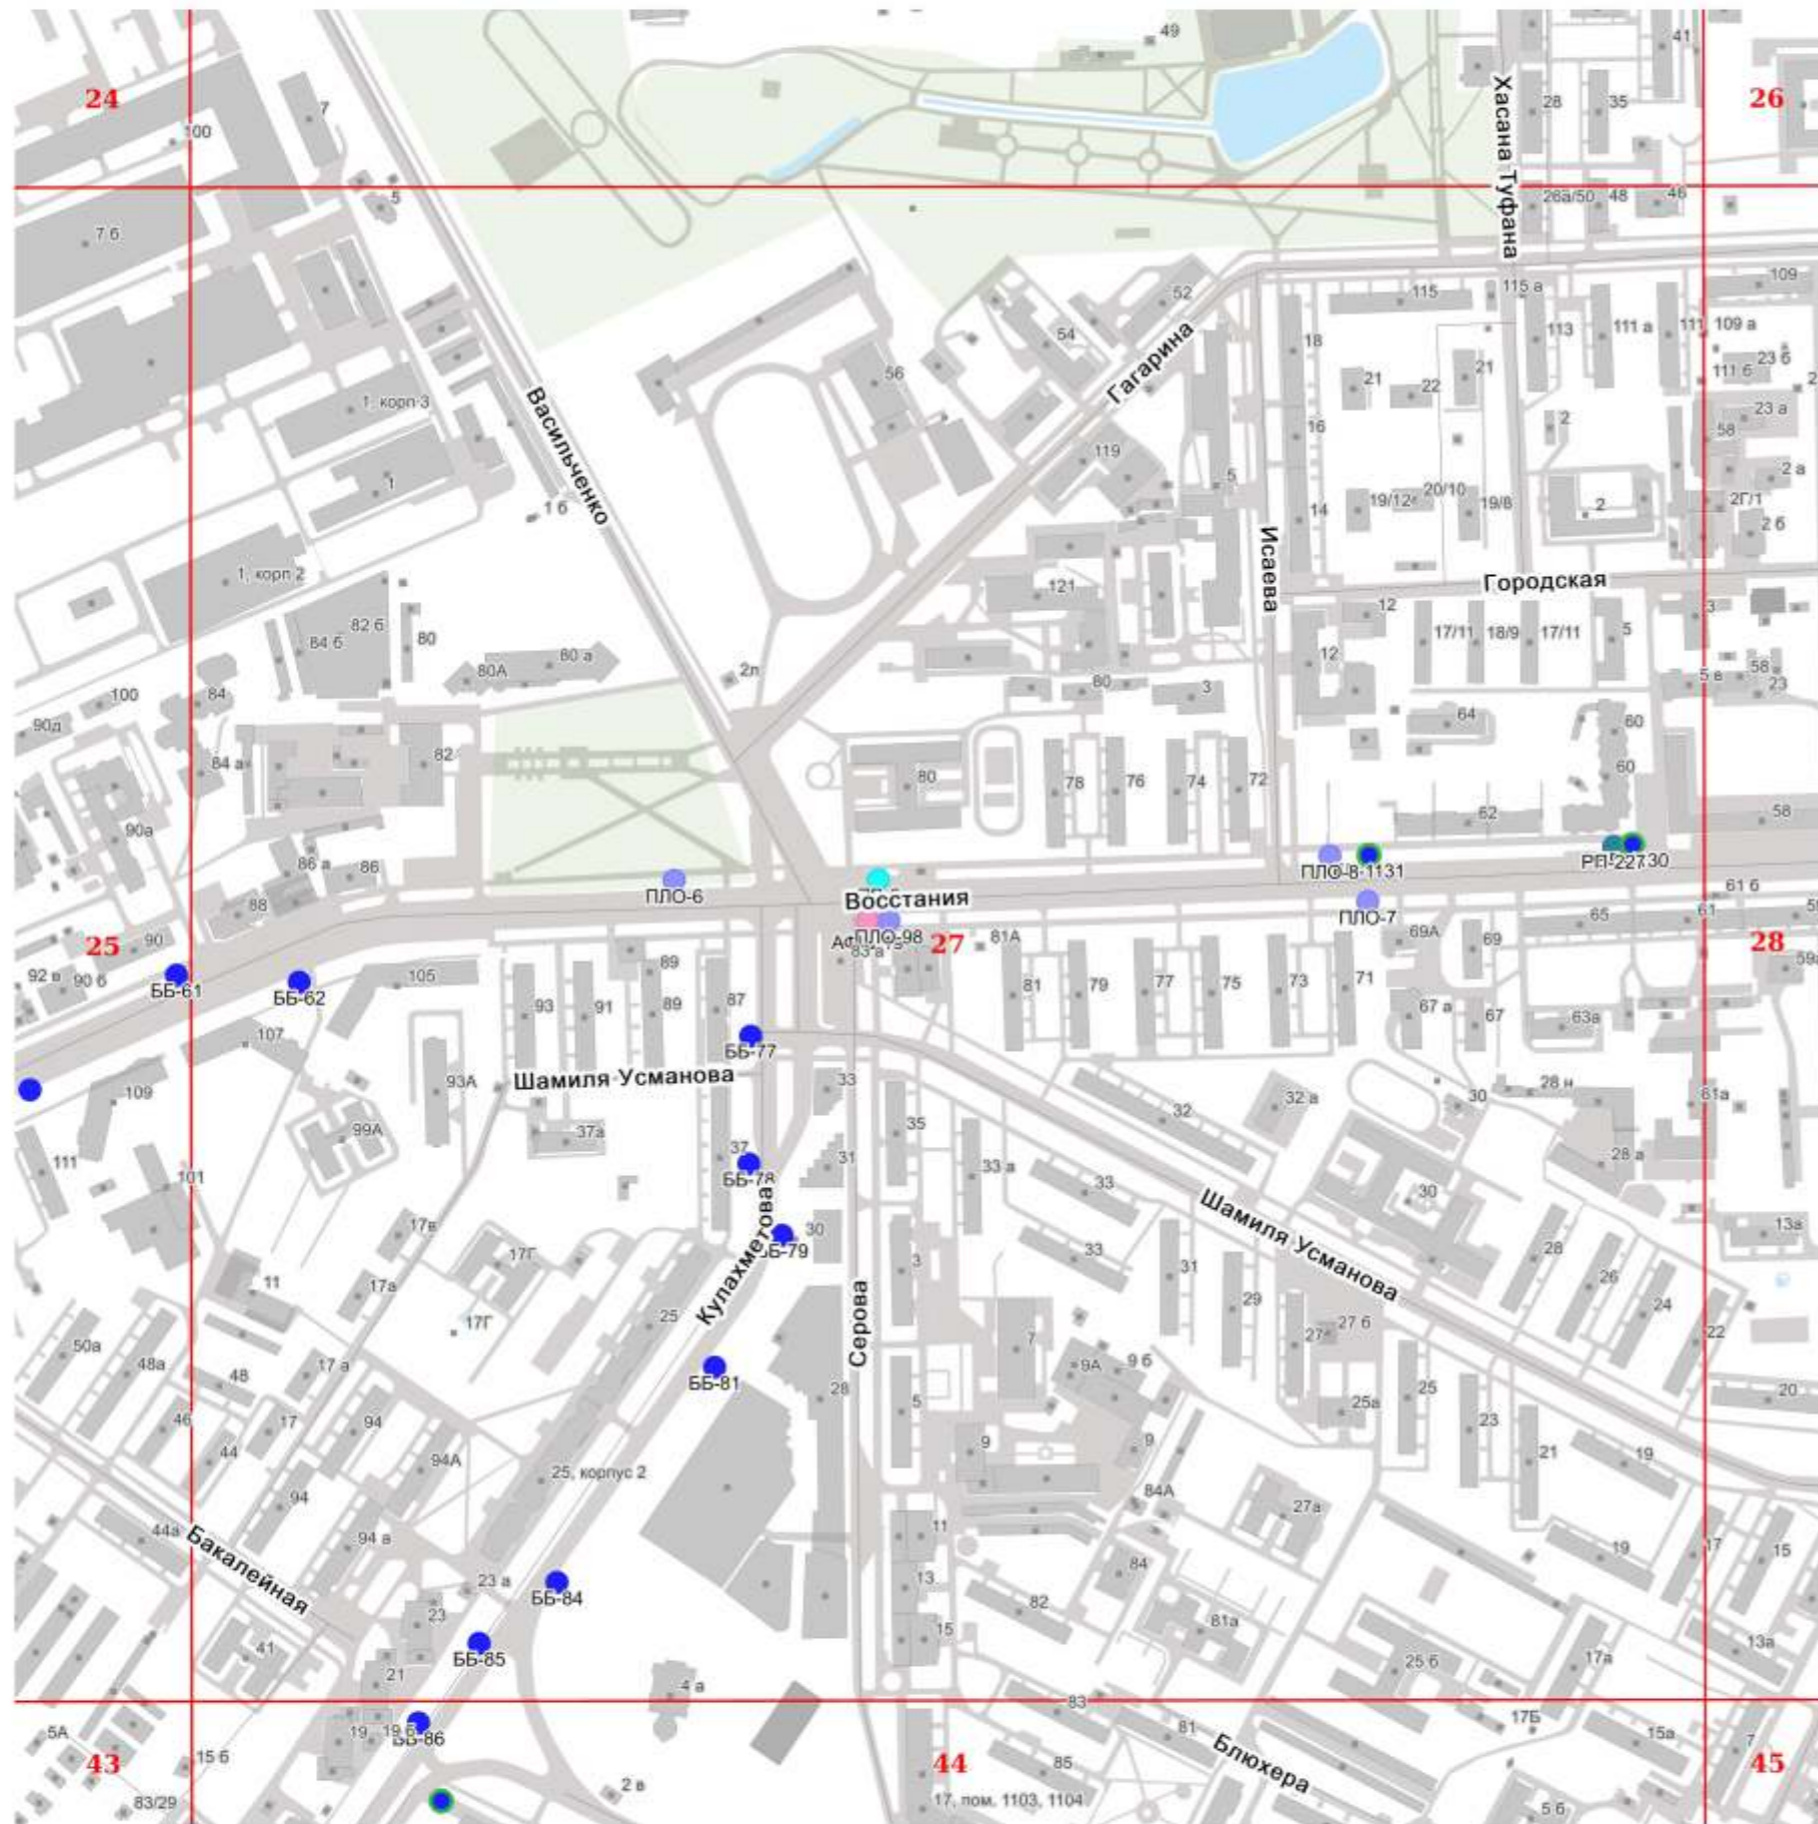 49
41
24
100
7
Хасана Туфана
28
35
26
5
26а/50
48
46
7 б
52
109
115
115 а
54
113
111 а
111
109 а
18
Гагарина
56
21
22
21
23 б
111 б
2
1, корп 3
Васильченко
16
2
23 а
58
119
1
5
2 а
1 б
19/12
20/10
19/8
2
2Г/1
14
2 б
Исаева
1, корп 2
121
Городская
12
3
82 б
84 б
80
17/11
18/9
17/11
5
80 а
80А
2п
12
58
5 в
23
80
3
100
84
90д
64
60
84 а
82
80
78
76
74
72
60
62
58
90а
86 а
86
ПЛО-6
ПЛО-8-1131
88
Восстания
ПЛО-7
61 б
65
61
25
90
ПЛО-98
83 а
27
81А
69А
69
28
92 в
90 б
ББ-61
ББ-62
105
89
59а
93
91
89
87
81
79
77
75
73
71
67 а
67
63а
107
ББ-77
Шамиля Усманова
33
93А
109
28 н
30
61а
32
32 а
99А
37а
35
37
31
111
101
ББ-78
33 а
33
28 а
30
Шамиля Усманова
17в
30
13а
17Г
ББ-79
Кулахметова
33
28
3
31
11
17а
26
29
24
17Г
25
Серова
27
27 б
22
50а
7
48а
17 а
ББ-81
9А
9 б
48
28
5
25
20
25а
46
17
94
23
44
9
9
21
19
94А
25, корпус 2
84А
94
27а
44а
94 в
11
Бакалейная
19
17
15
84
23 а
ББ-84
13
82
23
81а
15
13а
41
ББ-85
25 б
17а
21
4 а
83
5А
19
19 б
ББ-86
81
17Б
15а
7
43
15 б
44
Блюхера
45
85
2 в
83/29
17, пом. 1103, 1104
5 б